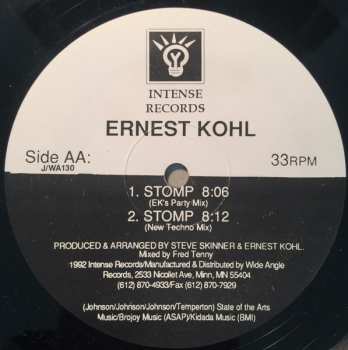 INTENSE
RECORDS
ERNEST KOHL
Side AA:
J/WA130
33RPM
1. STOMP 8:06
(EK's Party Mix)
2. STOMP 8:12
(New Techno Mix)
PRODUCED & ARRANGED BY STEVE SKINNER & ERNEST KOHL.
Mixed by Fred Tenny
1992 Intense Records/Manufactured & Distributed by Wide Angle
Records, 2533 Nicollet Ave, Minn, MN 55404
(612) 870-4933/Fax (612) 870-7929
(Johnson/Johnson/Johnson/Temperton) State of the Arts
Music/Brojoy Music (ASAP)/Kidada Music (BMI)